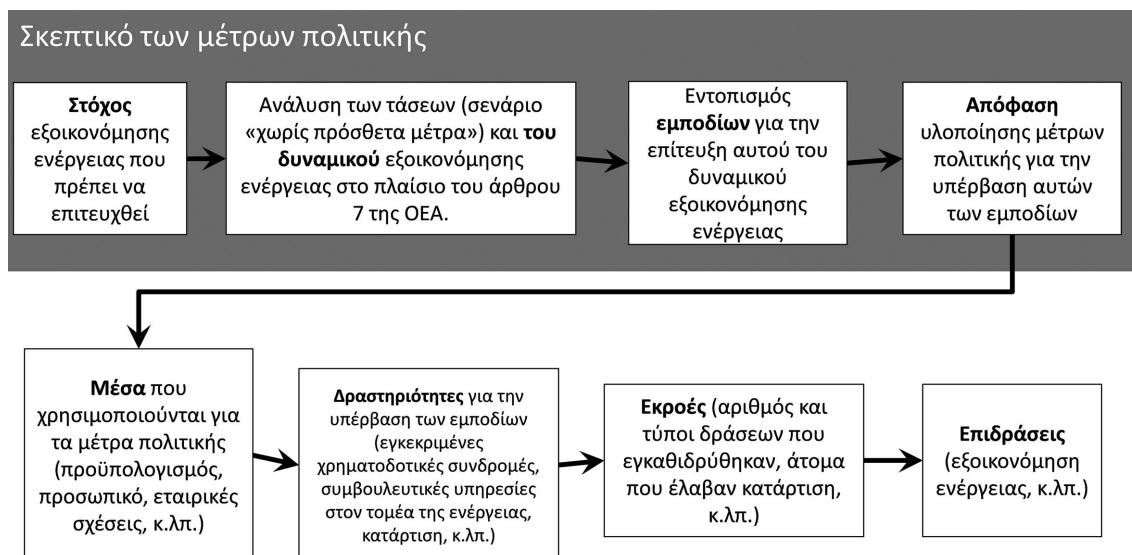 Σκεπτικό των μέτρων πολιτικής
Στόχος
εξοικονόμησης
ενέργειας που
πρέπει να
επιτευχθεί
Ανάλυση των τάσεων (σενάριο
«χωρίς πρόσθετα μέτρα») και του
δυναμικού εξοικονόμησης
ενέργειας στο πλαίσιο του άρθρου
7 της ΟΕΑ.
Εντοπισμός
εμποδίων για την
επίτευξη αυτού του
δυναμικού
εξοικονόμησης
ενέργειας
Απόφαση
υλοποίησης μέτρων
πολιτικής για την
υπέρβαση αυτών
των εμποδίων
Μέσα που
χρησιμοποιούνται για
τα μέτρα πολιτικής
(προϋπολογισμός,
προσωπικό, εταιρικές
σχέσεις, κ.λπ.)
Δραστηριότητες για την
υπέρβαση των εμποδίων
(εγκεκριμένες
χρηματοδοτικές συνδρομές,
συμβουλευτικές υπηρεσίες
στον τομέα της ενέργειας,
κατάρτιση, κ.λπ.)
Εκροές (αριθμός και
τύποι δράσεων που
εγκαθιδρύθηκαν, άτομα
που έλαβαν κατάρτιση,
κ.λπ.)
Επιδράσεις
(εξοικονόμηση
ενέργειας, κ.λπ.)